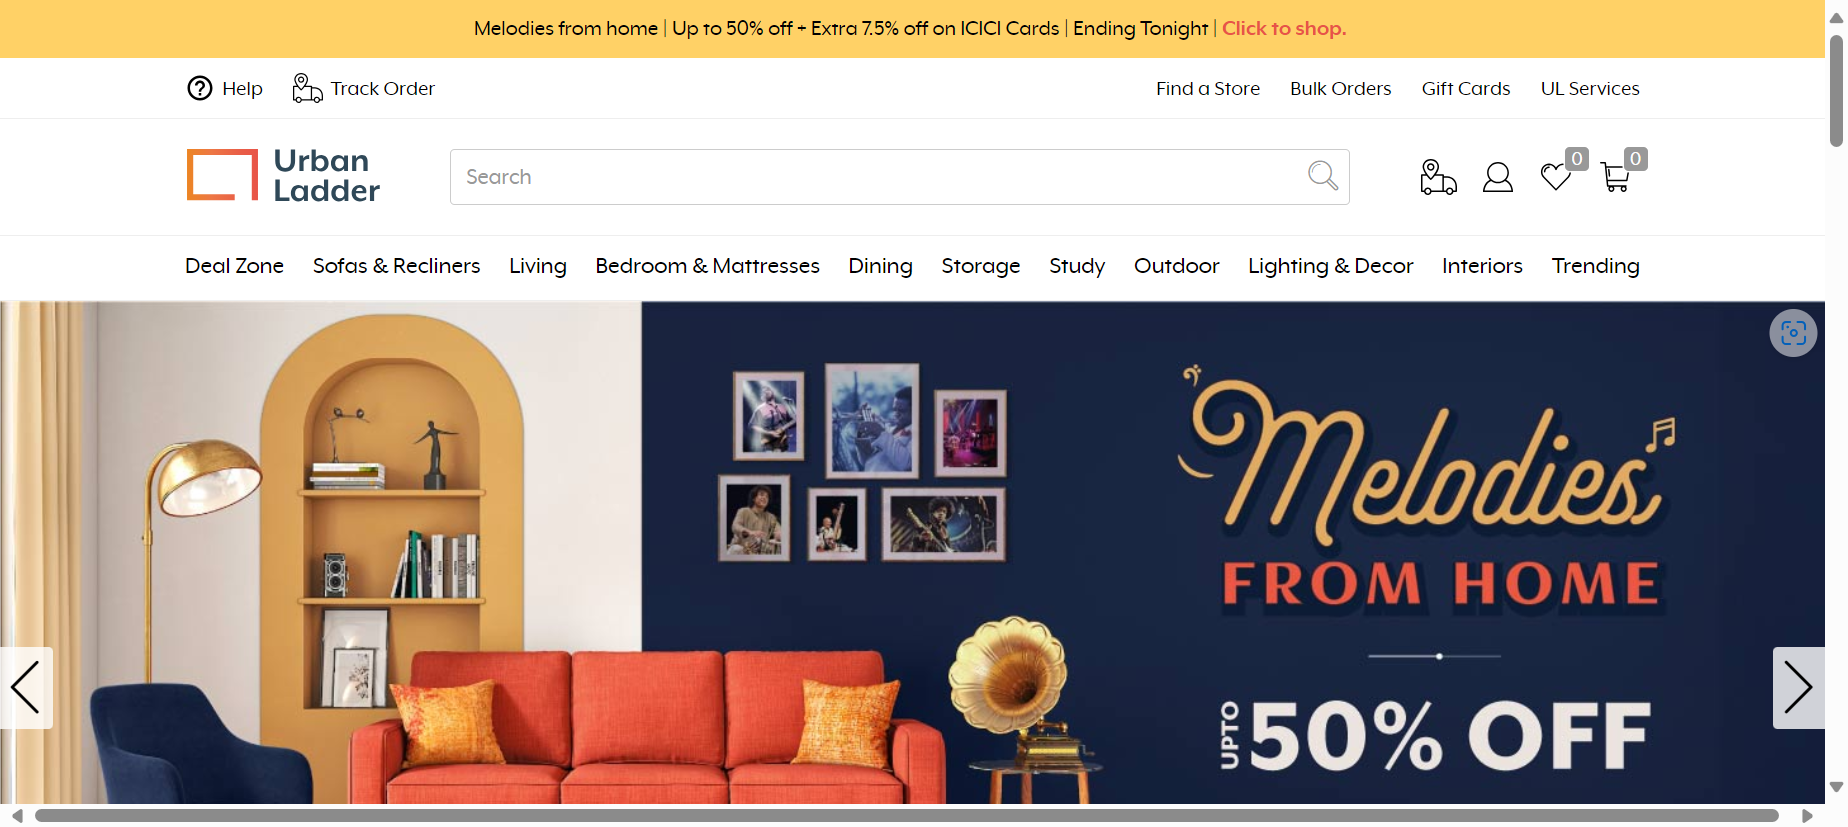 Melodies from home | Up to 50% off + Extra 7.5% off on ICICI Cards | Ending Tonight | Click to shop.
Help Track Order Find a Store Bulk Orders Gift Cards UL Services
Urban
Ladder
Search
0 0
Deal Zone Sofas & Recliners Living Bedroom & Mattresses Dining Storage Study Outdoor Lighting & Decor Interiors Trending
Melodies
FROM HOME
UPTO 50% OFF